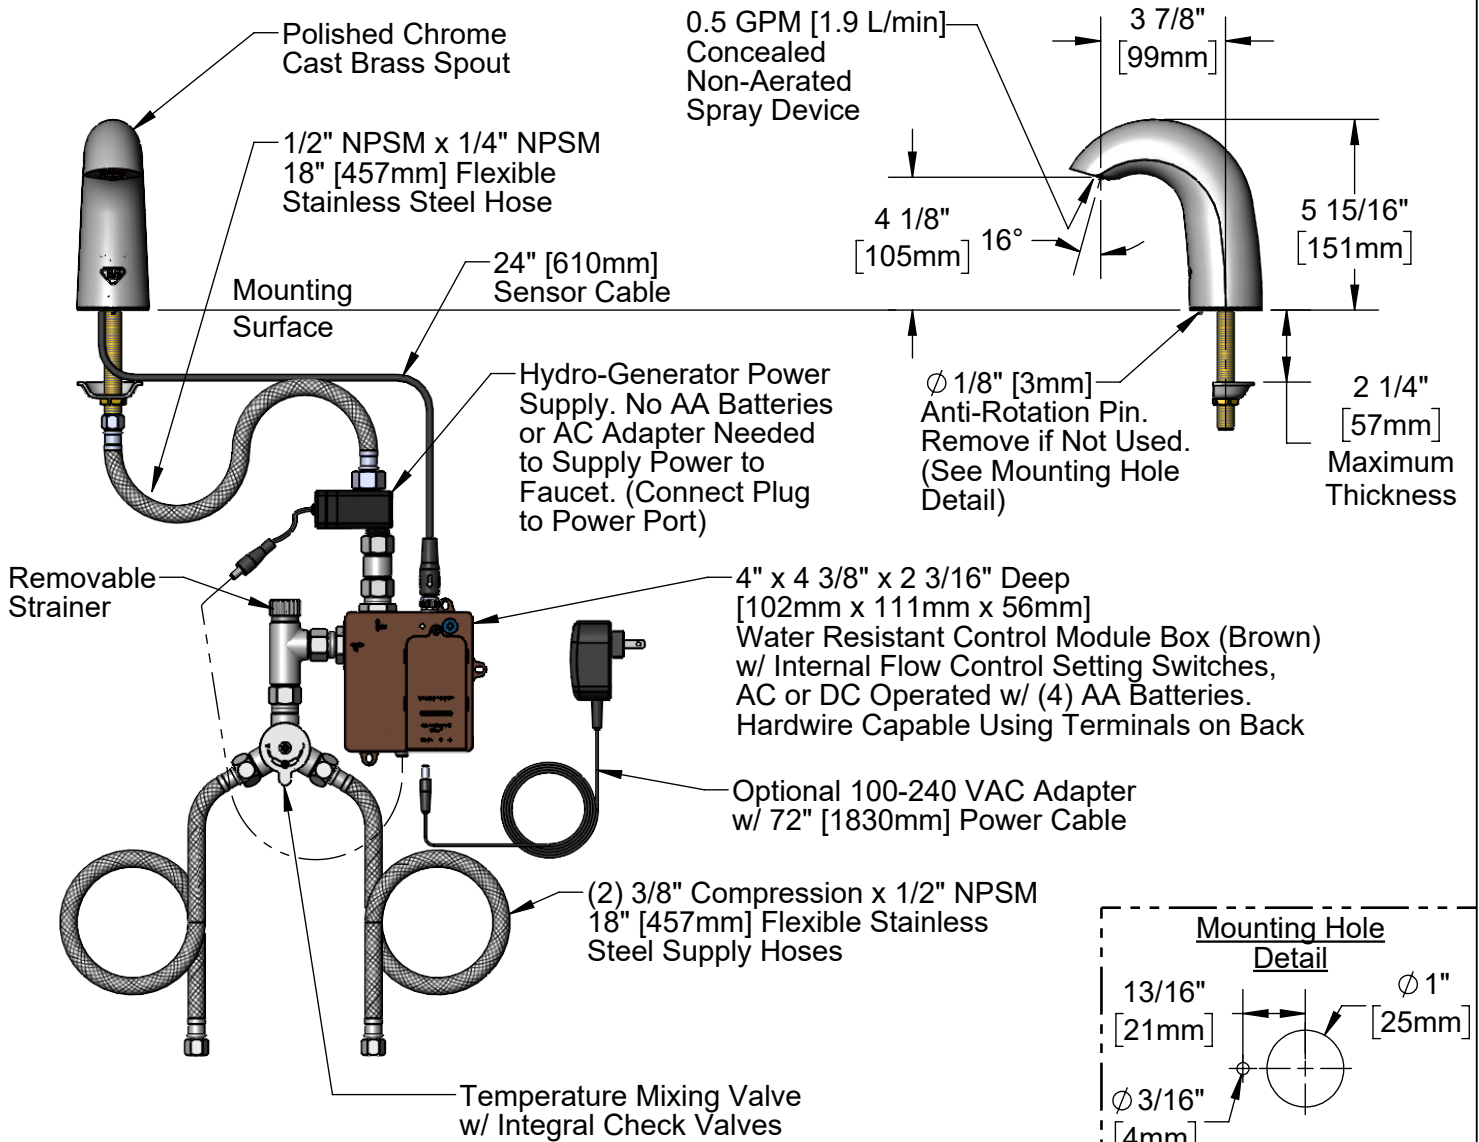 Polished Chrome
Cast Brass Spout
0.5 GPM [1.9 L/min]
Concealed
Non-Aerated
Spray Device
3 7/8"
[99mm]
1/2" NPSM x 1/4" NPSM
18" [457mm] Flexible
Stainless Steel Hose
4 1/8"
[105mm]
16°
5 15/16"
[151mm]
24" [610mm]
Sensor Cable
Mounting
Surface
Hydro-Generator Power
Supply. No AA Batteries
or AC Adapter Needed
to Supply Power to
Faucet. (Connect Plug
to Power Port)
∅ 1/8" [3mm]
Anti-Rotation Pin.
Remove if Not Used.
(See Mounting Hole
Detail)
2 1/4"
[57mm]
Maximum
Thickness
Removable
Strainer
4" x 4 3/8" x 2 3/16" Deep
[102mm x 111mm x 56mm]
Water Resistant Control Module Box (Brown)
w/ Internal Flow Control Setting Switches,
AC or DC Operated w/ (4) AA Batteries.
Hardwire Capable Using Terminals on Back
Optional 100-240 VAC Adapter
w/ 72" [1830mm] Power Cable
(2) 3/8" Compression x 1/2" NPSM
18" [457mm] Flexible Stainless
Steel Supply Hoses
Mounting Hole
Detail
13/16"
[21mm]
∅ 1"
[25mm]
∅ 3/16"
[4mm]
Temperature Mixing Valve
w/ Integral Check Valves